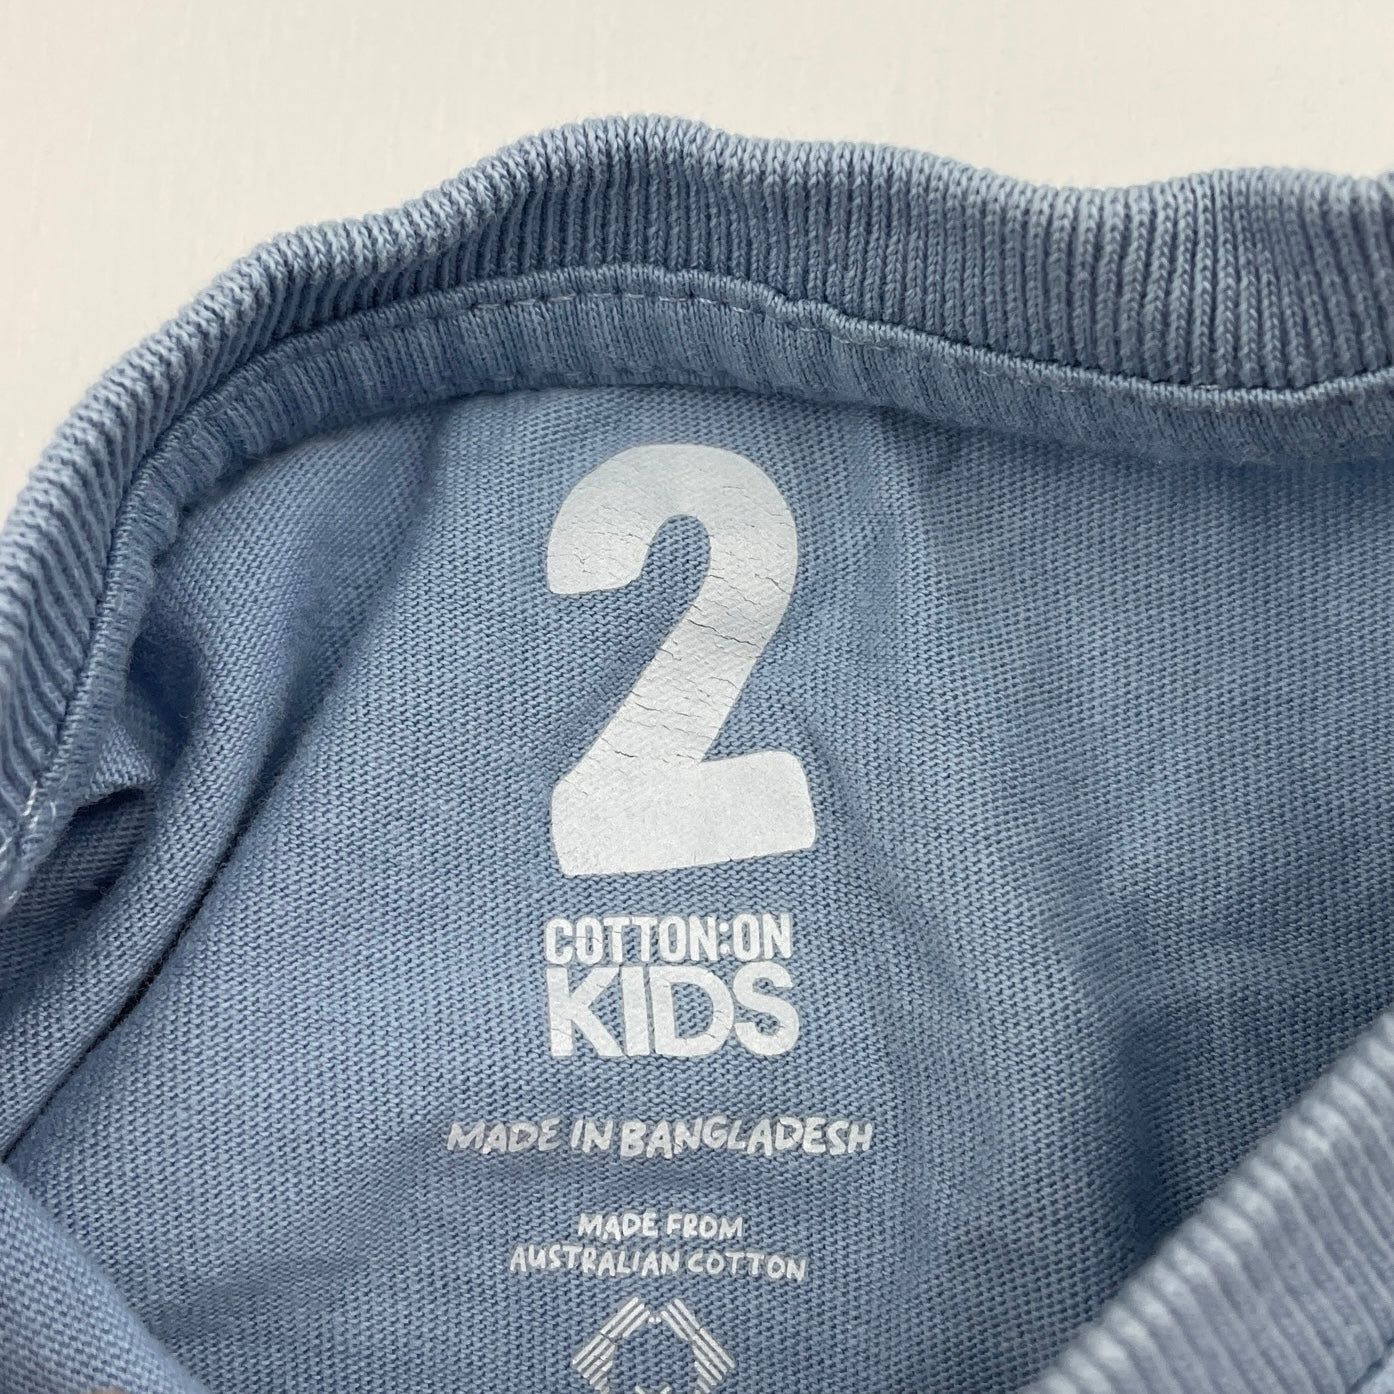 2
COTTON:ON
KIDS
MADE IN BANGLADESH
MADE FROM
AUSTRALIAN COTTON